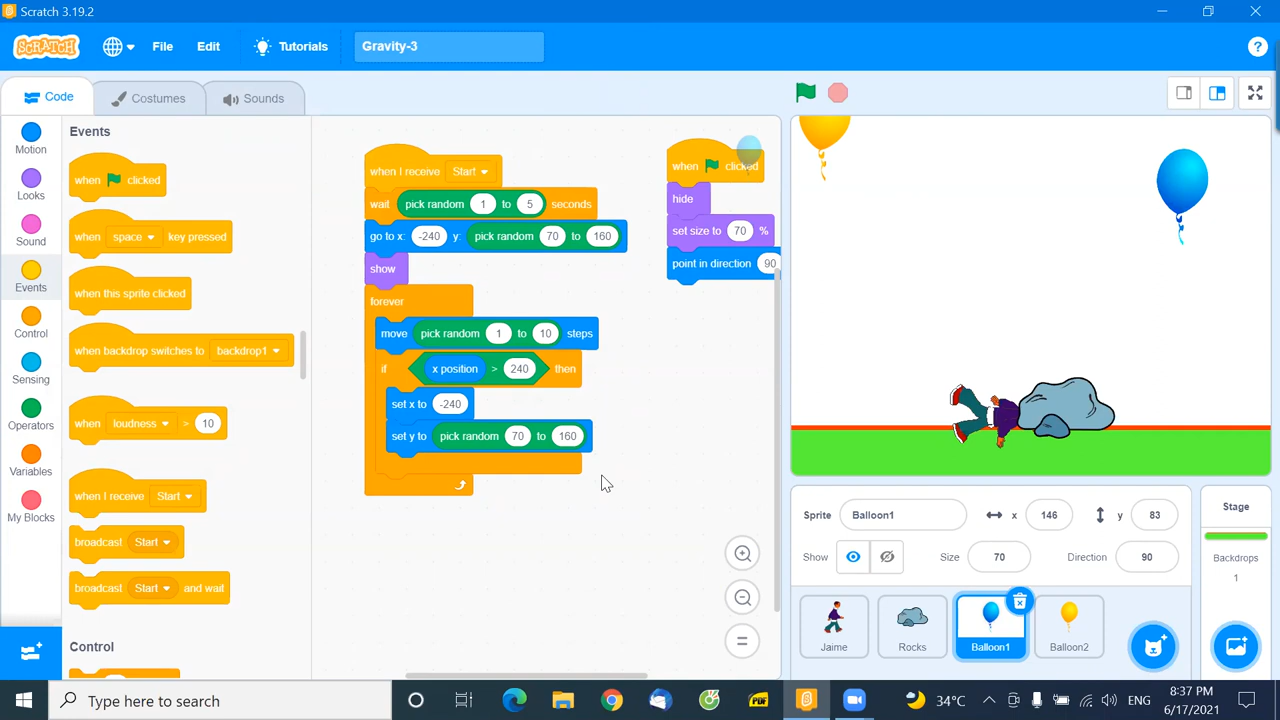 Scratch 3.19.2
SCRATCH
File
Edit
Tutorials
Gravity-3
Code
Costumes
Sounds
Motion
Looks
Sound
Events
Control
Sensing
Operators
Variables
My Blocks
Events
when clicked
when space key pressed
when this sprite clicked
when backdrop switches to backdrop1
when loudness > 10
when I receive Start
broadcast Start
broadcast Start and wait
Control
when I receive Start
wait pick random 1 to 5 seconds
go to x: -240 y: pick random 70 to 160
show
forever
move pick random 1 to 10 steps
if x position > 240 then
set x to -240
set y to pick random 70 to 160
when clicked
hide
set size to 70 %
point in direction 90
Sprite Balloon1 x 146 y 83
Show Size 70 Direction 90
Jaime
Rocks
Balloon1
Balloon2
Stage
Backdrops
1
Type here to search
PDF
34°C
ENG
8:37 PM
6/17/2021